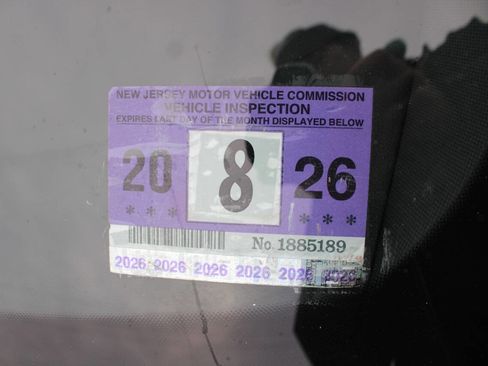 NEW JERSEY MOTOR VEHICLE COMMISSION
VEHICLE INSPECTION
EXPIRES LAST DAY OF THE MONTH DISPLAYED BELOW
20 8 26
* * * * * *
No. 1885189
2026 2026 2026 2026 2026 2026